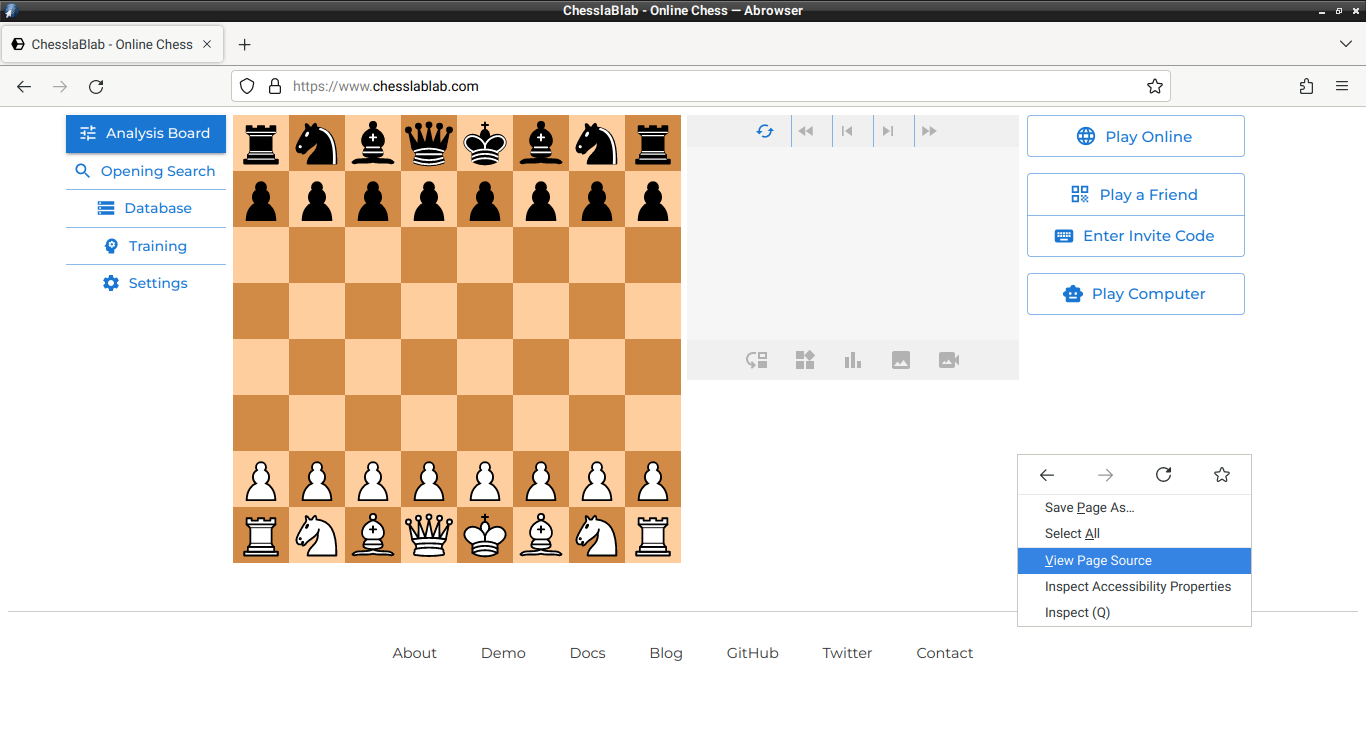 ChesslaBlab - Online Chess — Abrowser
ChesslaBlab - Online Chess
https://www.chesslablab.com
Analysis Board
Opening Search
Database
Training
Settings
Play Online
Play a Friend
Enter Invite Code
Play Computer
Save Page As...
Select All
View Page Source
Inspect Accessibility Properties
Inspect (Q)
About Demo Docs Blog GitHub Twitter Contact